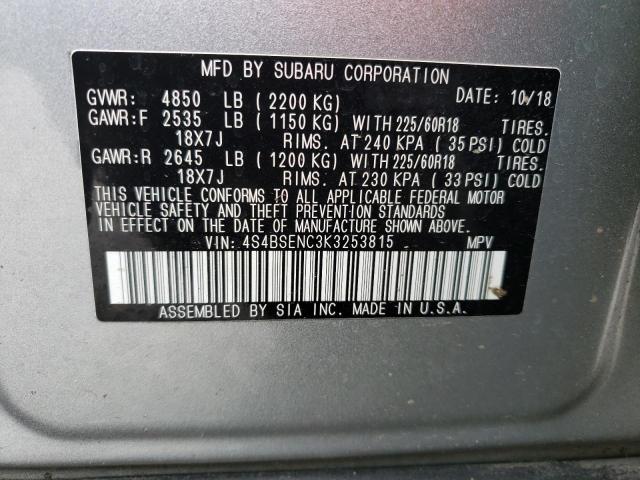 MFD BY SUBARU CORPORATION
GVWR: 4850 LB ( 2200 KG) DATE: 10/18
GAWR:F 2535 LB ( 1150 KG) WITH 225/60R18 TIRES.
18X7J RIMS. AT 240 KPA ( 35 PSI) COLD
GAWR:R 2645 LB ( 1200 KG) WITH 225/60R18 TIRES.
18X7J RIMS. AT 230 KPA ( 33 PSI) COLD
THIS VEHICLE CONFORMS TO ALL APPLICABLE FEDERAL MOTOR
VEHICLE SAFETY AND THEFT PREVENTION STANDARDS
IN EFFECT ON THE DATE OF MANUFACTURE SHOWN ABOVE.
VIN: 4S4BSENC3K3253815 MPV
ASSEMBLED BY SIA INC. MADE IN U.S.A.